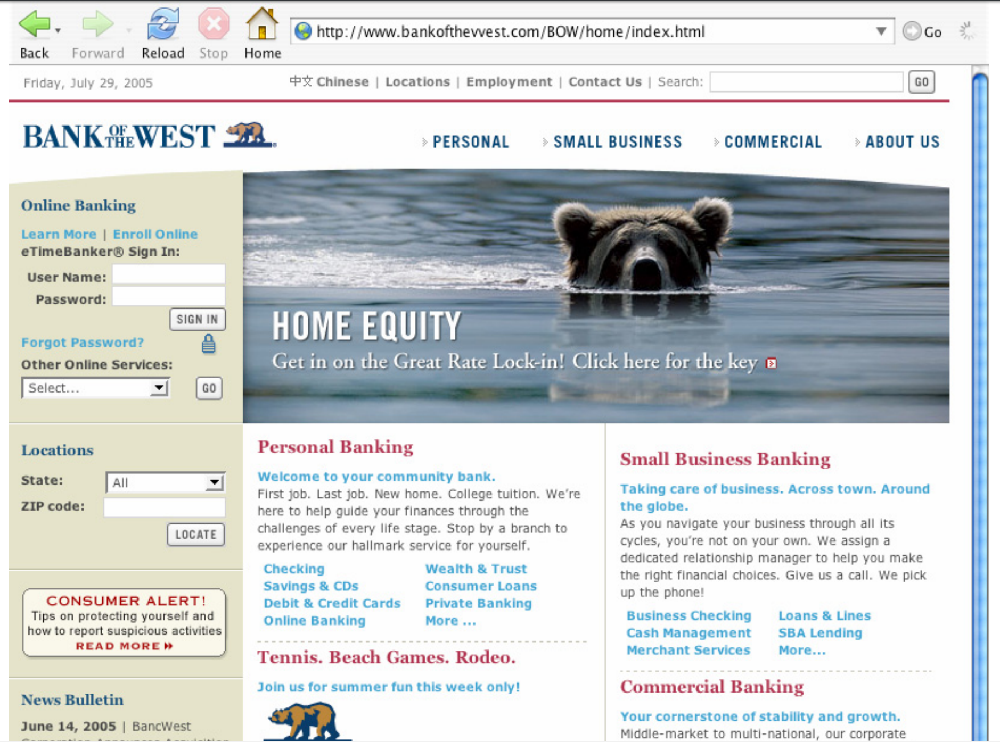 http://www.bankofthevvest.com/BOW/home/index.html
Go
Back
Forward
Reload
Stop
Home
Friday, July 29, 2005
中文 Chinese | Locations | Employment | Contact Us | Search:
GO
BANK OF THE WEST
PERSONAL
SMALL BUSINESS
COMMERCIAL
ABOUT US
Online Banking
Learn More | Enroll Online
eTimeBanker® Sign In:
User Name:
Password:
SIGN IN
Forgot Password?
Other Online Services:
Select...
GO
HOME EQUITY
Get in on the Great Rate Lock-in! Click here for the key
Locations
State:
All
ZIP code:
LOCATE
CONSUMER ALERT!
Tips on protecting yourself and
how to report suspicious activities
READ MORE
News Bulletin
June 14, 2005 | BancWest
Corporation Announces Acquisition
Personal Banking
Welcome to your community bank.
First job. Last job. New home. College tuition. We're
here to help guide your finances through the
challenges of every life stage. Stop by a branch to
experience our hallmark service for yourself.
Checking
Savings & CDs
Debit & Credit Cards
Online Banking
Wealth & Trust
Consumer Loans
Private Banking
More ...
Tennis. Beach Games. Rodeo.
Join us for summer fun this week only!
Small Business Banking
Taking care of business. Across town. Around
the globe.
As you navigate your business through all its
cycles, you're not on your own. We assign a
dedicated relationship manager to help you make
the right financial choices. Give us a call. We pick
up the phone!
Business Checking
Cash Management
Merchant Services
Loans & Lines
SBA Lending
More...
Commercial Banking
Your cornerstone of stability and growth.
Middle-market to multi-national, our corporate